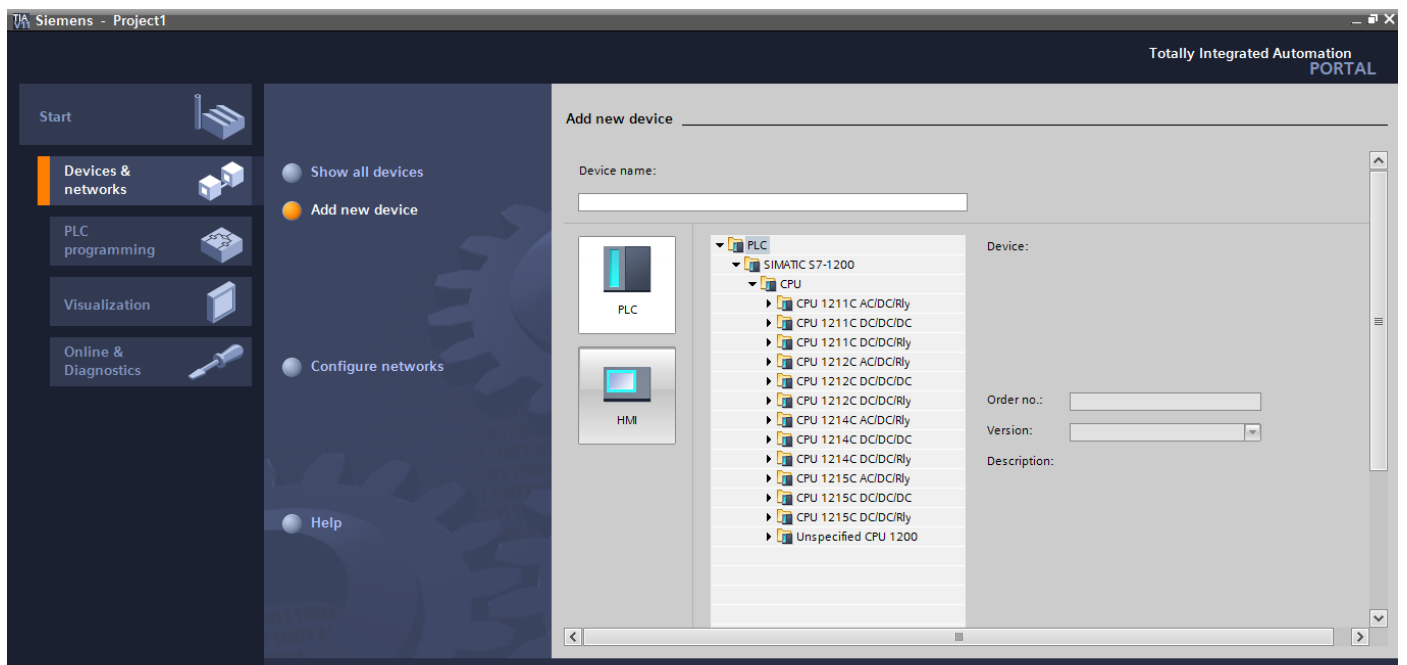 Siemens - Project1
Totally Integrated Automation
PORTAL
Start
Devices &
networks
PLC
programming
Visualization
Online &
Diagnostics
Show all devices
Add new device
Configure networks
Help
Add new device
Device name:
PLC
HMI
PLC
SIMATIC S7-1200
CPU
CPU 1211C AC/DC/Rly
CPU 1211C DC/DC/DC
CPU 1211C DC/DC/Rly
CPU 1212C AC/DC/Rly
CPU 1212C DC/DC/DC
CPU 1212C DC/DC/Rly
CPU 1214C AC/DC/Rly
CPU 1214C DC/DC/DC
CPU 1214C DC/DC/Rly
CPU 1215C AC/DC/Rly
CPU 1215C DC/DC/DC
CPU 1215C DC/DC/Rly
Unspecified CPU 1200
Device:
Order no.:
Version:
Description: